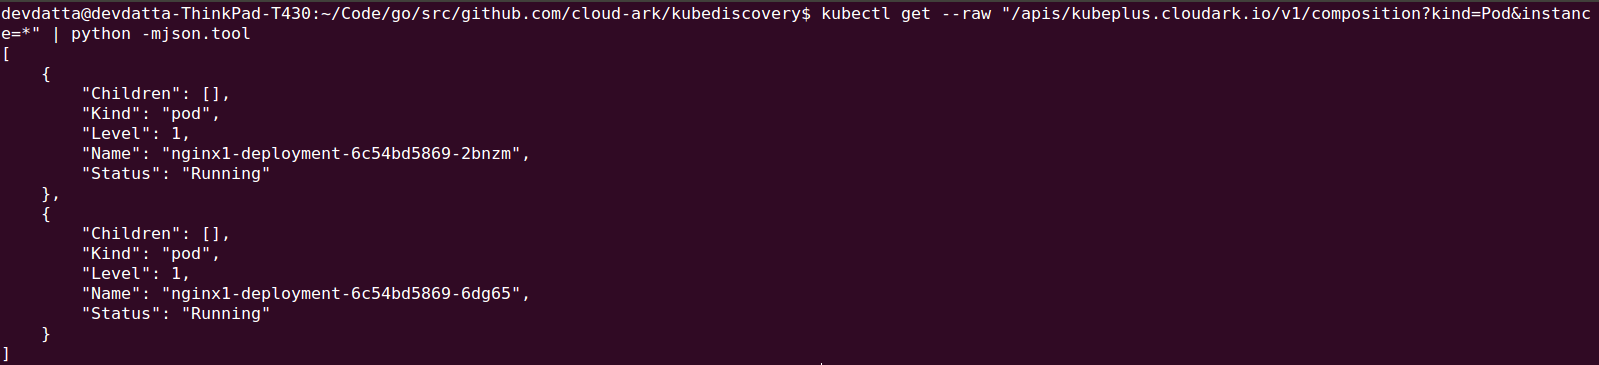 devdatta@devdatta-ThinkPad-T430:~/Code/go/src/github.com/cloud-ark/kubediscovery$ kubectl get --raw "/apis/kubeplus.cloudark.io/v1/composition?kind=Pod&instanc
e=*" | python -mjson.tool
[
    {
        "Children": [],
        "Kind": "pod",
        "Level": 1,
        "Name": "nginx1-deployment-6c54bd5869-2bnzm",
        "Status": "Running"
    },
    {
        "Children": [],
        "Kind": "pod",
        "Level": 1,
        "Name": "nginx1-deployment-6c54bd5869-6dg65",
        "Status": "Running"
    }
]